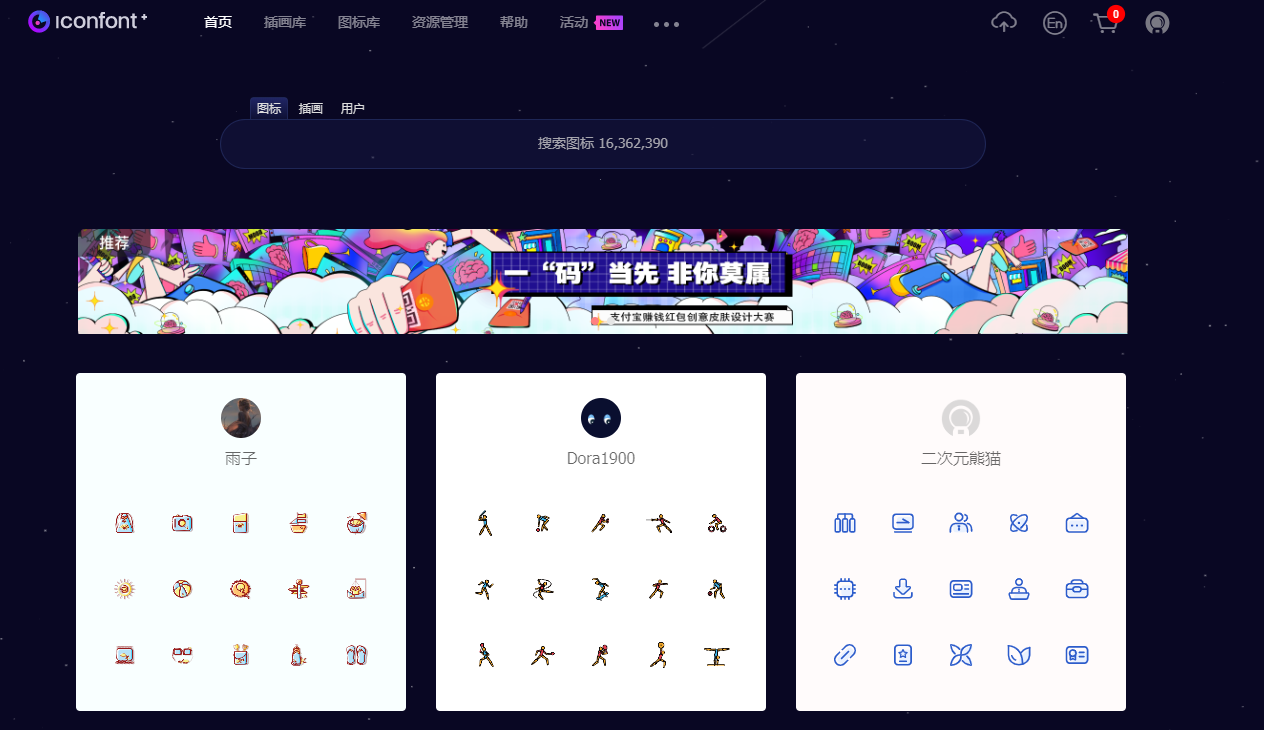 iconfont+
首页 插画库 图标库 资源管理 帮助 活动 NEW
En
0
图标 插画 用户
搜索图标 16,362,390
推荐
一“码”当先 非你莫属
支付宝赚钱红包创意皮肤设计大赛
雨子 Dora1900 二次元熊猫